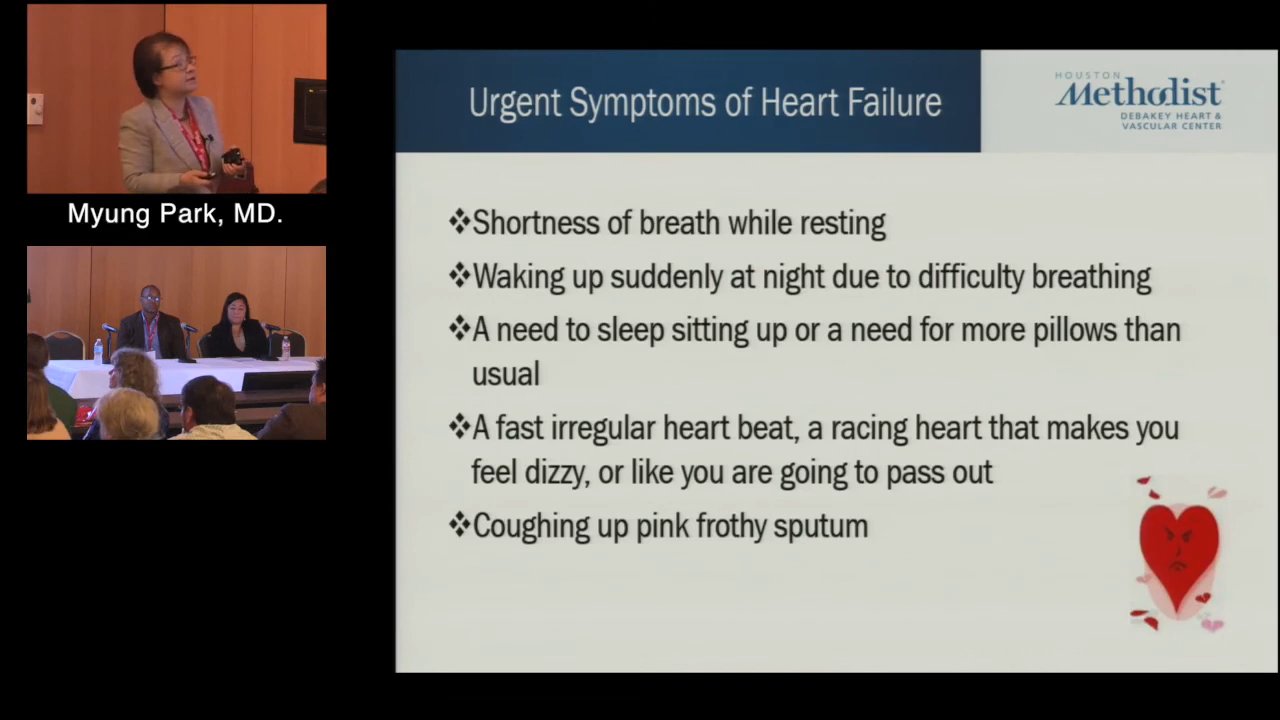 Urgent Symptoms of Heart Failure
HOUSTON
Methodist
DEBAKEY HEART &
VASCULAR CENTER
Myung Park, MD.
❖Shortness of breath while resting
❖Waking up suddenly at night due to difficulty breathing
❖A need to sleep sitting up or a need for more pillows than
usual
❖A fast irregular heart beat, a racing heart that makes you
feel dizzy, or like you are going to pass out
❖Coughing up pink frothy sputum